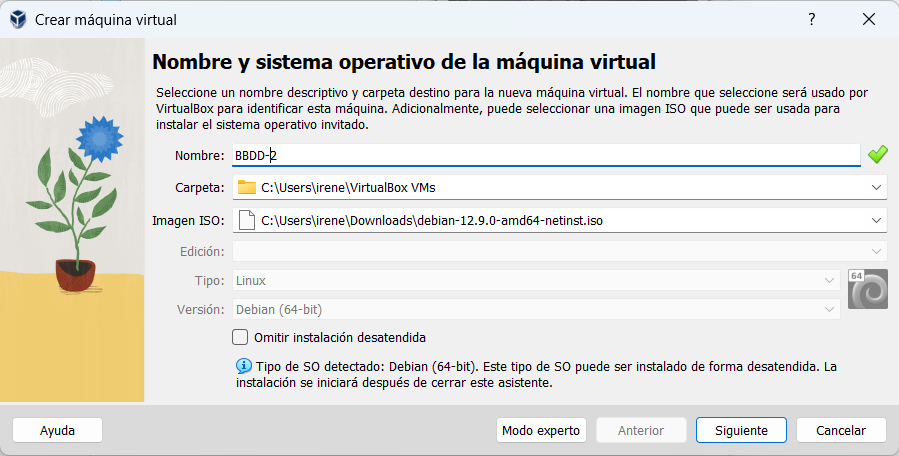 Crear máquina virtual
?
Nombre y sistema operativo de la máquina virtual
Seleccione un nombre descriptivo y carpeta destino para la nueva máquina virtual. El nombre que seleccione será usado por
VirtualBox para identificar esta máquina. Adicionalmente, puede seleccionar una imagen ISO que puede ser usada para
instalar el sistema operativo invitado.
Nombre: BBDD-2
Carpeta: C:\Users\irene\VirtualBox VMs
Imagen ISO: C:\Users\irene\Downloads\debian-12.9.0-amd64-netinst.iso
Edición:
Tipo: Linux
64
Versión: Debian (64-bit)
Omitir instalación desatendida
Tipo de SO detectado: Debian (64-bit). Este tipo de SO puede ser instalado de forma desatendida. La
instalación se iniciará después de cerrar este asistente.
Ayuda Modo experto Anterior Siguiente Cancelar